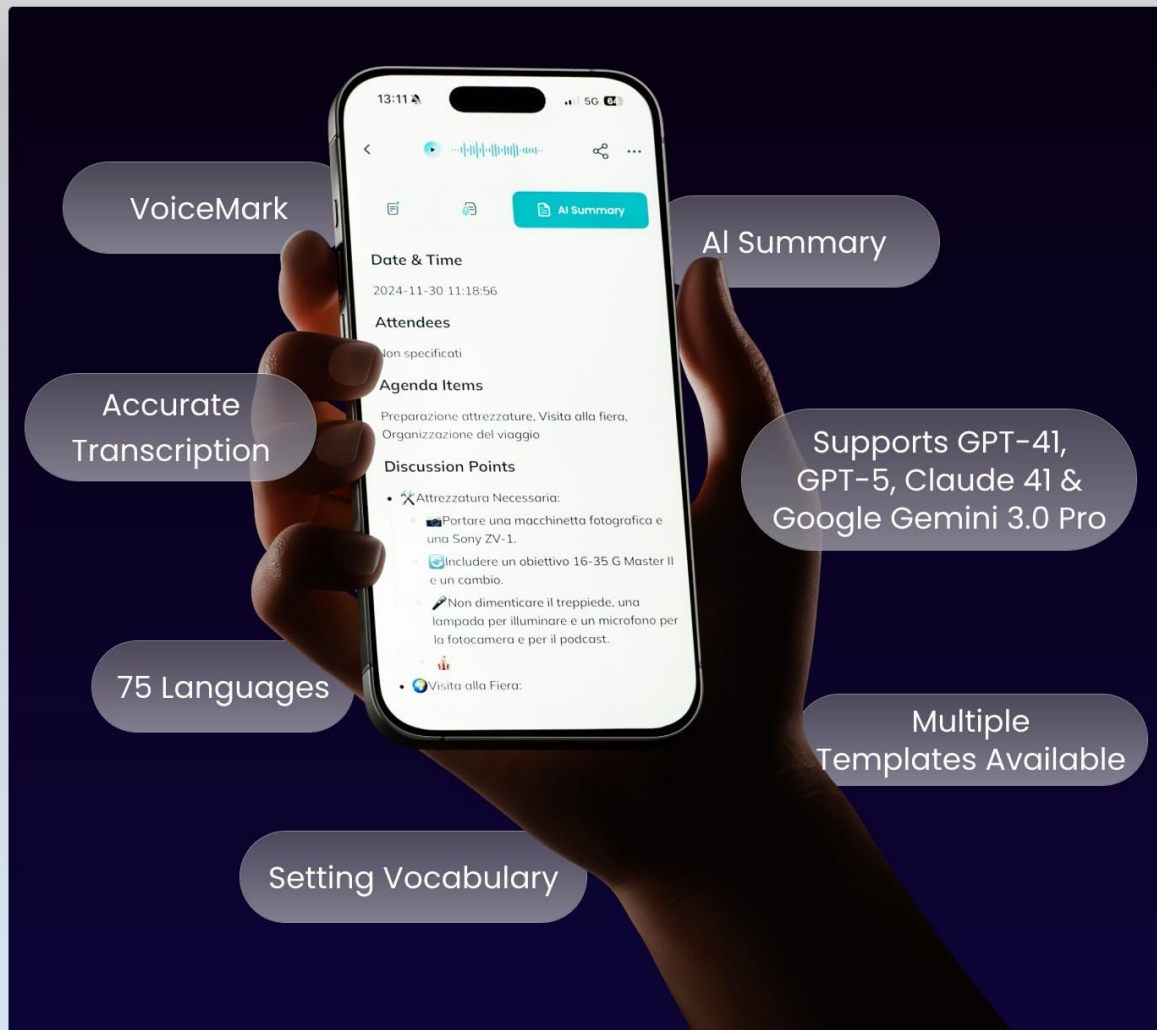 13:11
5G 64
VoiceMark
AI Summary
AI Summary
Date & Time
2024-11-30 11:18:56
Attendees
Non specificati
Accurate
Transcription
Agenda Items
Preparazione attrezzature, Visita alla fiera,
Organizzazione del viaggio
Supports GPT-41,
GPT-5, Claude 41 &
Google Gemini 3.0 Pro
Discussion Points
• 🛠Attrezzatura Necessaria:
📷Portare una macchinetta fotografica e
una Sony ZV-1.
🔄Includere un obiettivo 16-35 G Master II
e un cambio.
🎤Non dimenticare il treppiede, una
lampada per illuminare e un microfono per
la fotocamera e per il podcast.
🎪
• 🌍Visita alla Fiera:
75 Languages
Multiple
Templates Available
Setting Vocabulary